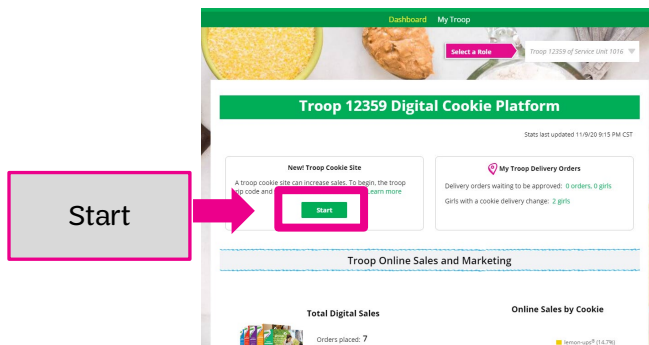 Dashboard My Troop
Select a Role
Troop 12359 of Service Unit 1016
Troop 12359 Digital Cookie Platform
Stats last updated 11/9/20 9:15 PM CST
New! Troop Cookie Site
A troop cookie site can increase sales. To begin, the troop
zip code and
Learn more
Start
My Troop Delivery Orders
Delivery orders waiting to be approved: 0 orders, 0 girls
Girls with a cookie delivery change: 2 girls
Start
Troop Online Sales and Marketing
Total Digital Sales
Orders placed: 7
Online Sales by Cookie
lemon-ups® (14.7%)